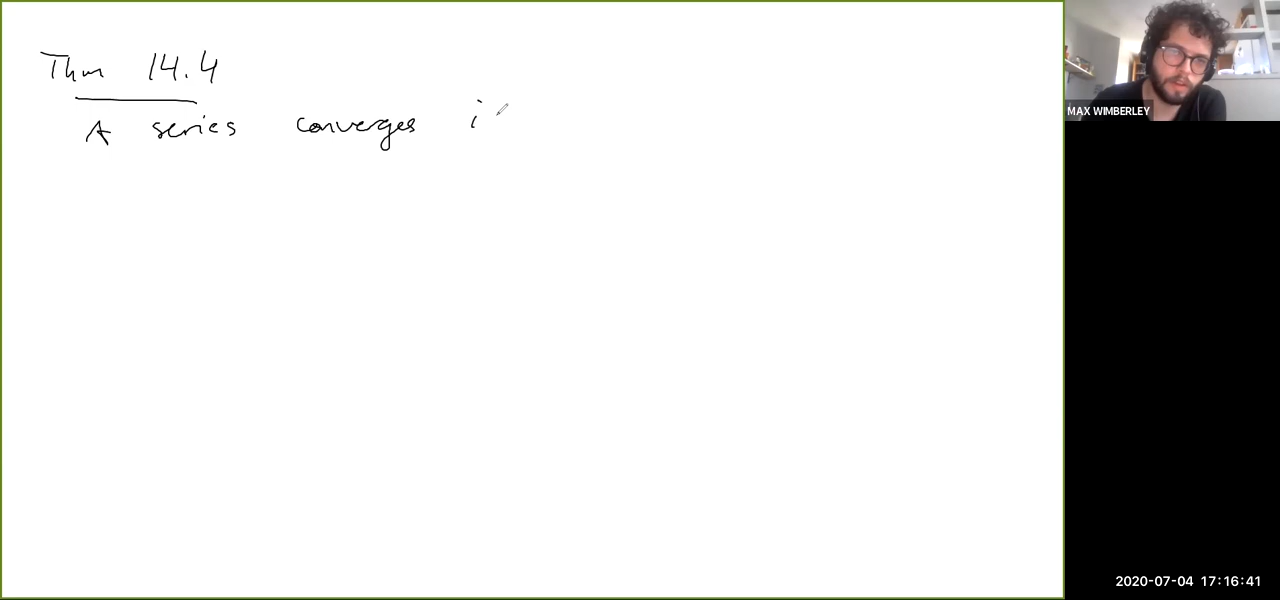 Thm 14.4
A series converges i
MAX WIMBERLEY
2020-07-04 17:16:41